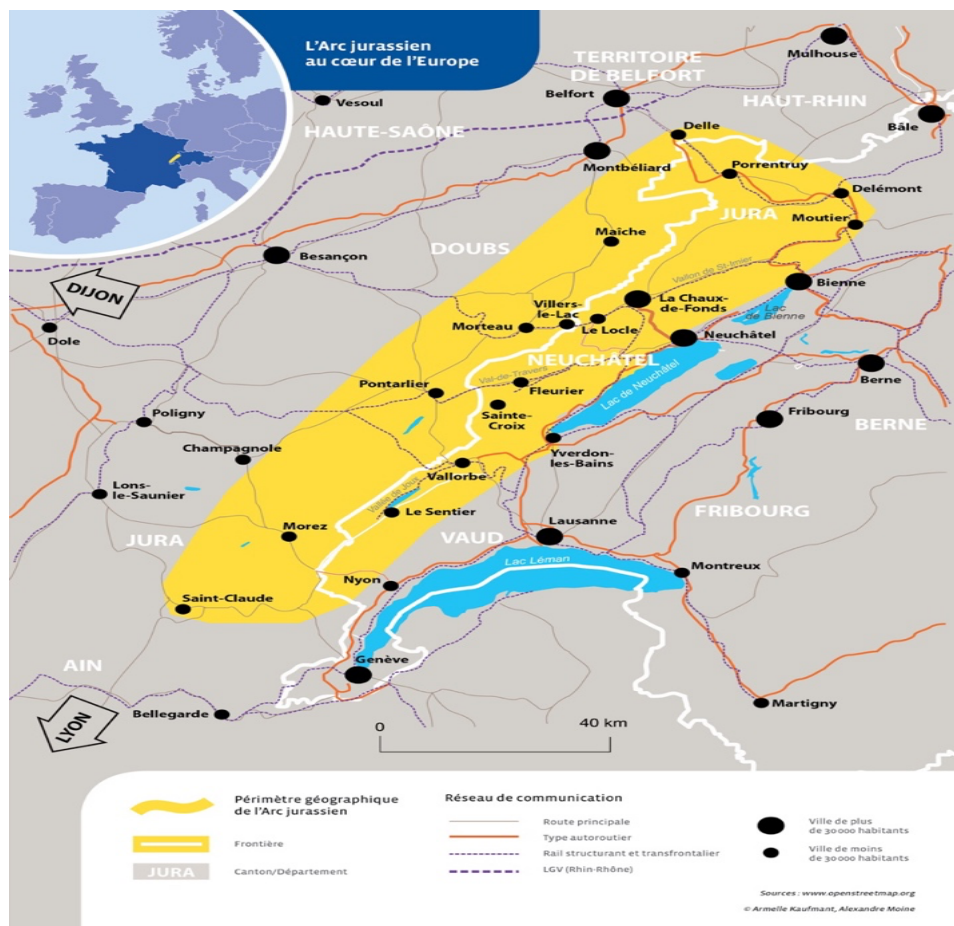 L'Arc jurassien
au cœur de l'Europe
TERRITOIRE
DE BELFORT
Mulhouse
Vesoul
Belfort
HAUT-RHIN
HAUTE-SAÔNE
Bâle
Delle
Montbéliard
Porrentruy
Delémont
JURA
Moutier
Maîche
DOUBS
Besançon
Vallon de St-Imier
Bienne
DIJON
Villers-
le-Lac
La Chaux-
de-Fonds
Lac
de Bienne
Morteau
Le Locle
Neuchâtel
Dole
NEUCHÂTEL
Val-de-Travers
Pontarlier
Fleurier
Lac de Neuchâtel
Berne
Sainte-
Croix
Poligny
Fribourg
BERNE
Champagnole
Yverdon-
les-Bains
Vallorbe
Lons-
le-Saunier
Vallée de Joux
Le Sentier
FRIBOURG
Morez
Lausanne
JURA
VAUD
Lac Léman
Montreux
Nyon
Saint-Claude
Genève
AIN
LYON
Bellegarde
Martigny
0
40 km
Périmètre géographique
de l'Arc jurassien
Frontière
JURA
Canton/Département
Réseau de communication
Route principale
Type autoroutier
Rail structurant et transfrontalier
LGV (Rhin-Rhône)
Ville de plus
de 30000 habitants
Ville de moins
de 30000 habitants
Sources : www.openstreetmap.org
© Armelle Kaufmant, Alexandre Moine